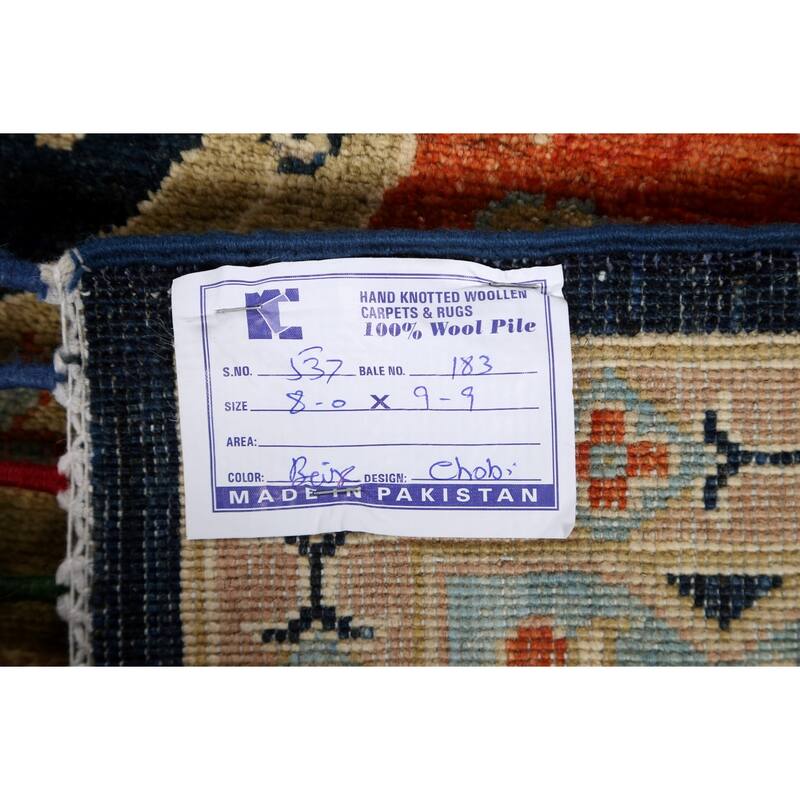 HAND KNOTTED WOOLLEN
CARPETS & RUGS
100% Wool Pile
S.NO. 537 BALE NO. 183
SIZE 8-0 X 9-9
AREA:
COLOR: Beige DESIGN: Chobi
MADE IN PAKISTAN